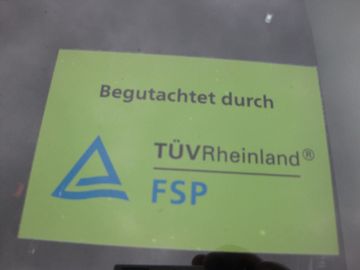 Begutachtet durch
TÜVRheinland®
FSP